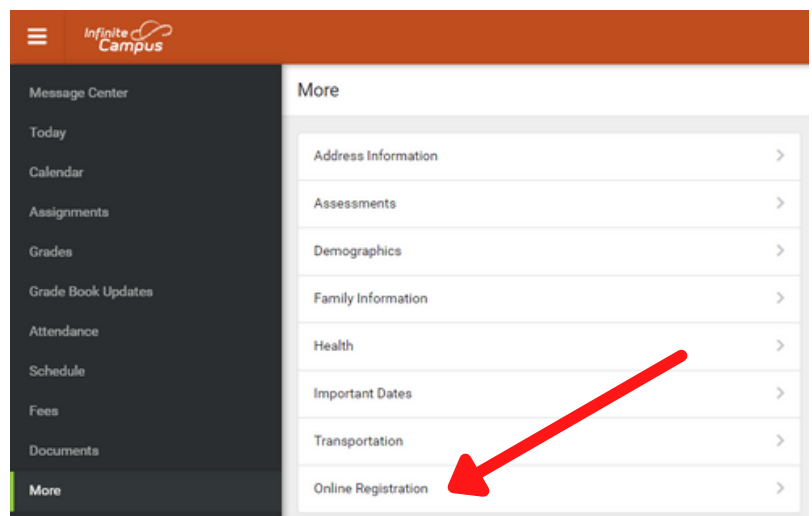 Infinite
Campus
Message Center
Today
Calendar
Assignments
Grades
Grade Book Updates
Attendance
Schedule
Fees
Documents
More
More
Address Information
Assessments
Demographics
Family Information
Health
Important Dates
Transportation
Online Registration